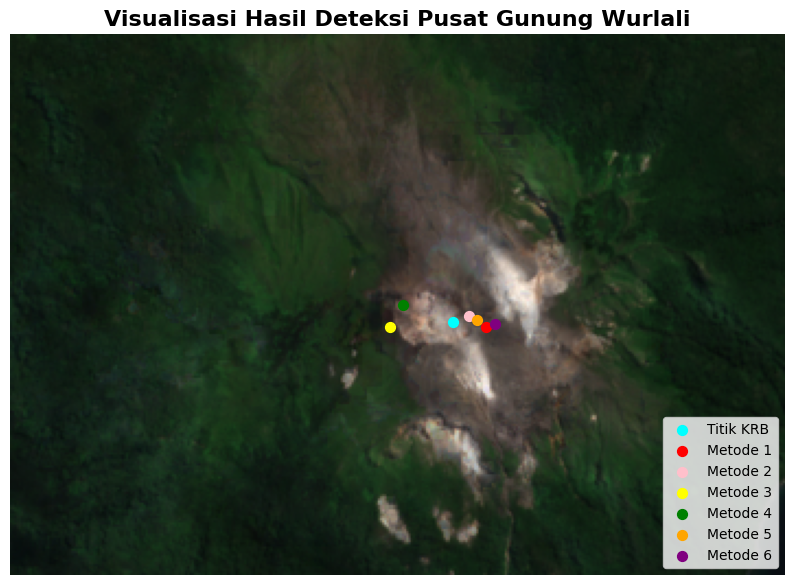 Visualisasi Hasil Deteksi Pusat Gunung Wurlali
Titik KRB
Metode 1
Metode 2
Metode 3
Metode 4
Metode 5
Metode 6